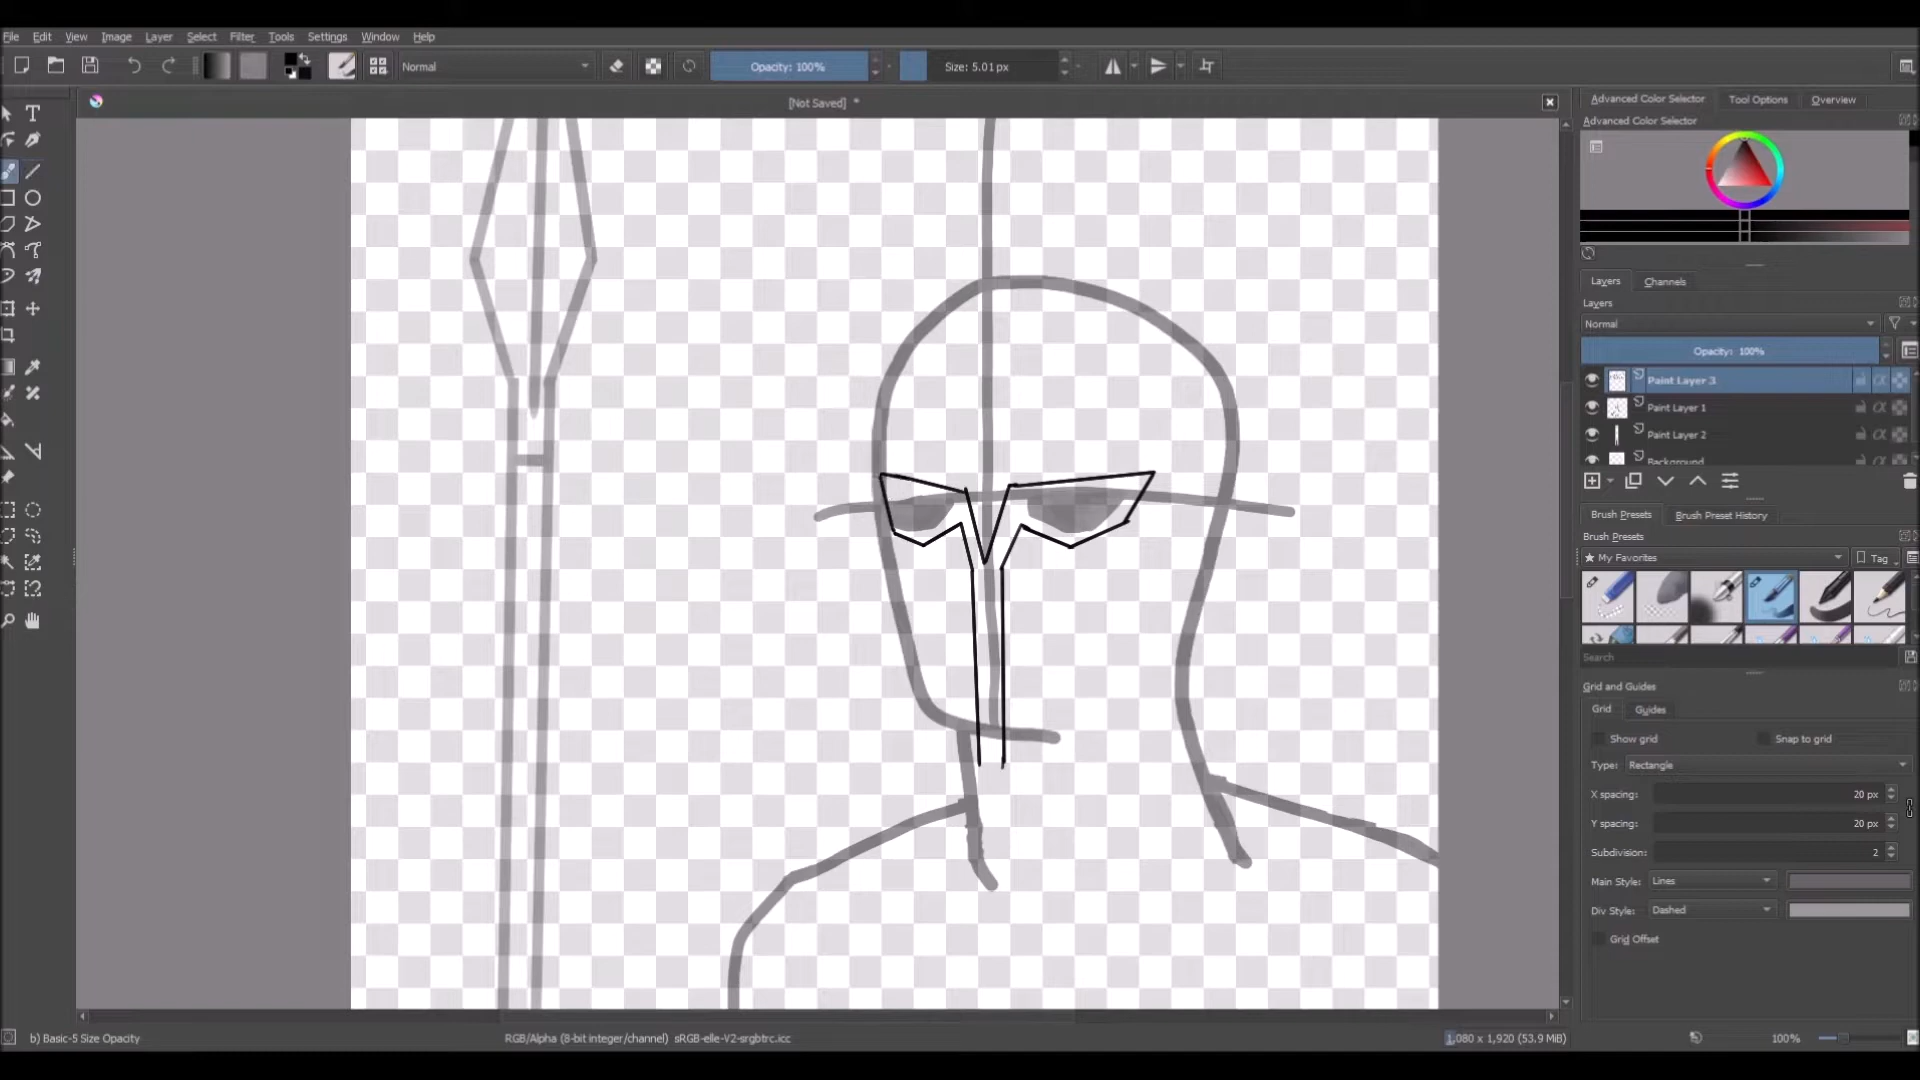 File Edit View Image Layer Select Filter Tools Settings Window Help
Normal Opacity: 100% Size: 5.01 px
[Not Saved] *
Advanced Color Selector Tool Options Overview
Advanced Color Selector
Layers Channels
Layers
Normal
Opacity: 100%
Paint Layer 3
Paint Layer 1
Paint Layer 2
Background
Brush Presets Brush Preset History
Brush Presets
★ My Favorites Tag
Search
Grid and Guides
Grid Guides
Show grid Snap to grid
Type: Rectangle
X spacing: 20 px
Y spacing: 20 px
Subdivision: 2
Main Style: Lines
Div Style: Dashed
Grid Offset
b) Basic-5 Size Opacity RGB/Alpha (8-bit integer/channel) sRGB-elle-V2-srgbtrc.icc 1,080 x 1,920 (53.9 MiB) 100%